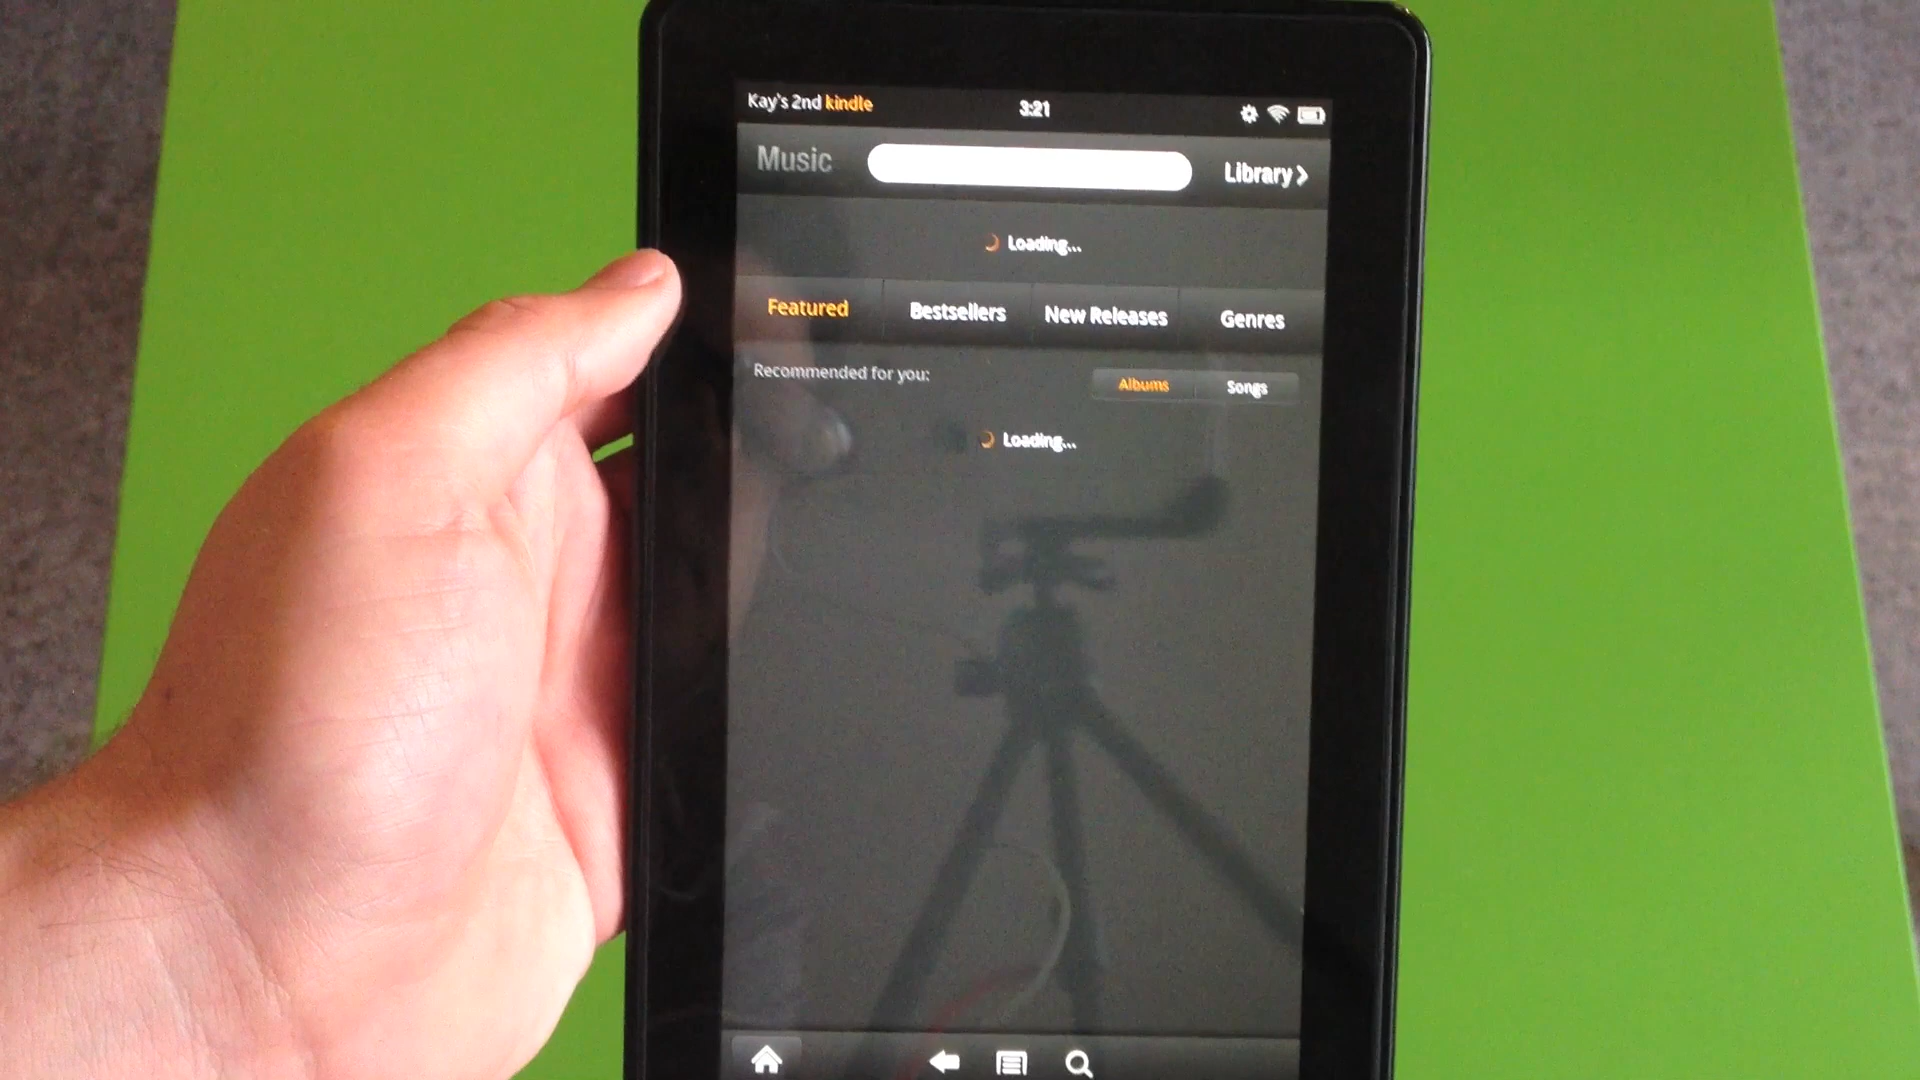 Kay's 2nd kindle 3:21
Music Library
Loading...
Featured Bestsellers New Releases Genres
Recommended for you: Albums Songs
Loading...